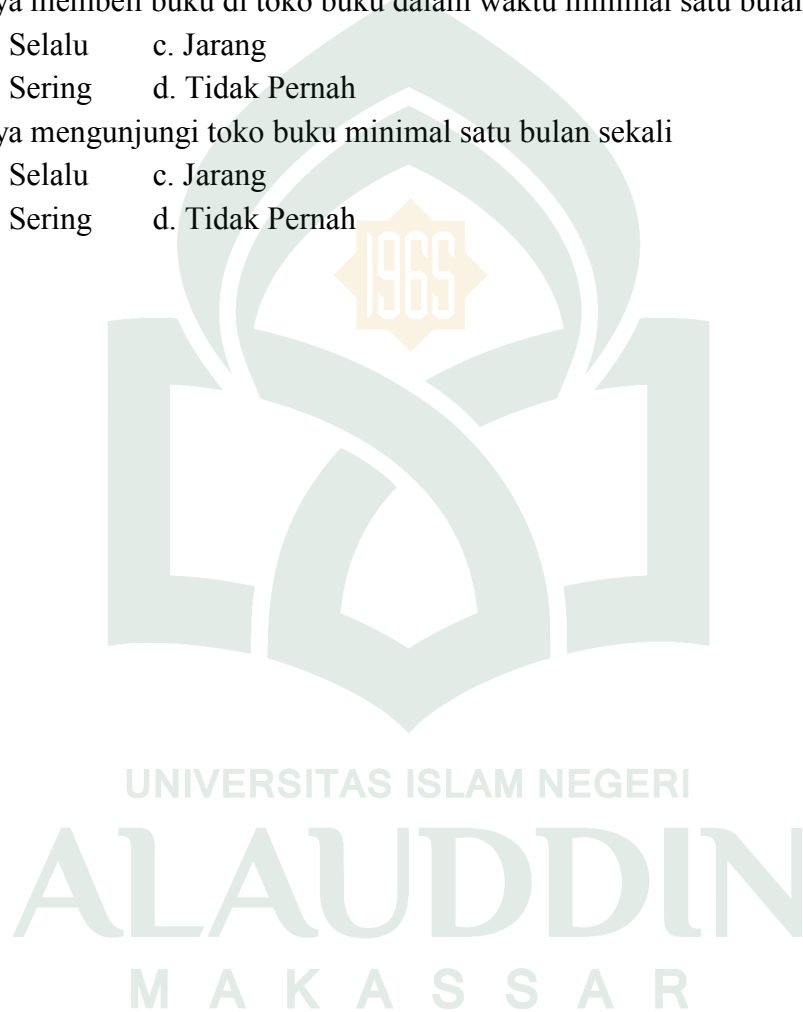 ya membeli buku di toko buku dalam waktu minimal satu bulan
Selalu c. Jarang
Sering d. Tidak Pernah
ya mengunjungi toko buku minimal satu bulan sekali
Selalu c. Jarang
Sering d. Tidak Pernah
1965
UNIVERSITAS ISLAM NEGERI
ALAUDDIN
MAKASSAR